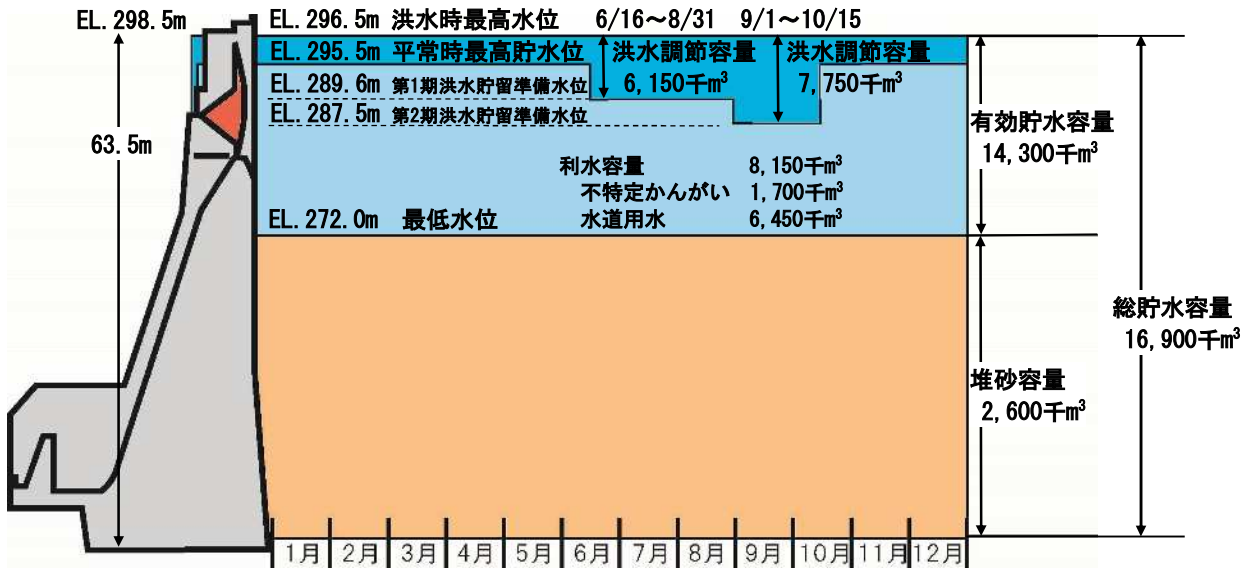 EL.298.5m
EL.296.5m 洪水時最高水位 6/16～8/31 9/1～10/15
EL.295.5m 平常時最高貯水位 洪水調節容量 洪水調節容量
6,150千m³ 7,750千m³
EL.289.6m 第1期洪水貯留準備水位
EL.287.5m 第2期洪水貯留準備水位
63.5m
有効貯水容量
14,300千m³
利水容量 8,150千m³
不特定かんがい 1,700千m³
EL.272.0m 最低水位 水道用水 6,450千m³
総貯水容量
16,900千m³
堆砂容量
2,600千m³
1月 2月 3月 4月 5月 6月 7月 8月 9月 10月 11月 12月